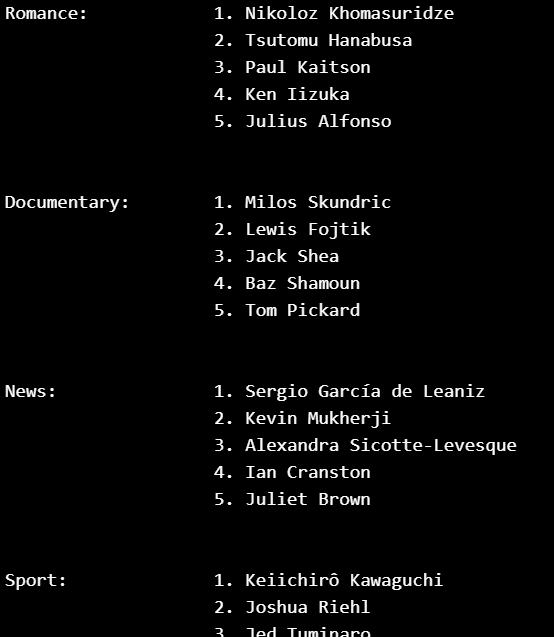 Romance: 1. Nikoloz Khomasuridze
2. Tsutomu Hanabusa
3. Paul Kaitson
4. Ken Iizuka
5. Julius Alfonso
Documentary: 1. Milos Skundric
2. Lewis Fojtik
3. Jack Shea
4. Baz Shamoun
5. Tom Pickard
News: 1. Sergio García de Leaniz
2. Kevin Mukherji
3. Alexandra Sicotte-Levesque
4. Ian Cranston
5. Juliet Brown
Sport: 1. Keiichirô Kawaguchi
2. Joshua Riehl
3. Jed Tuminaro